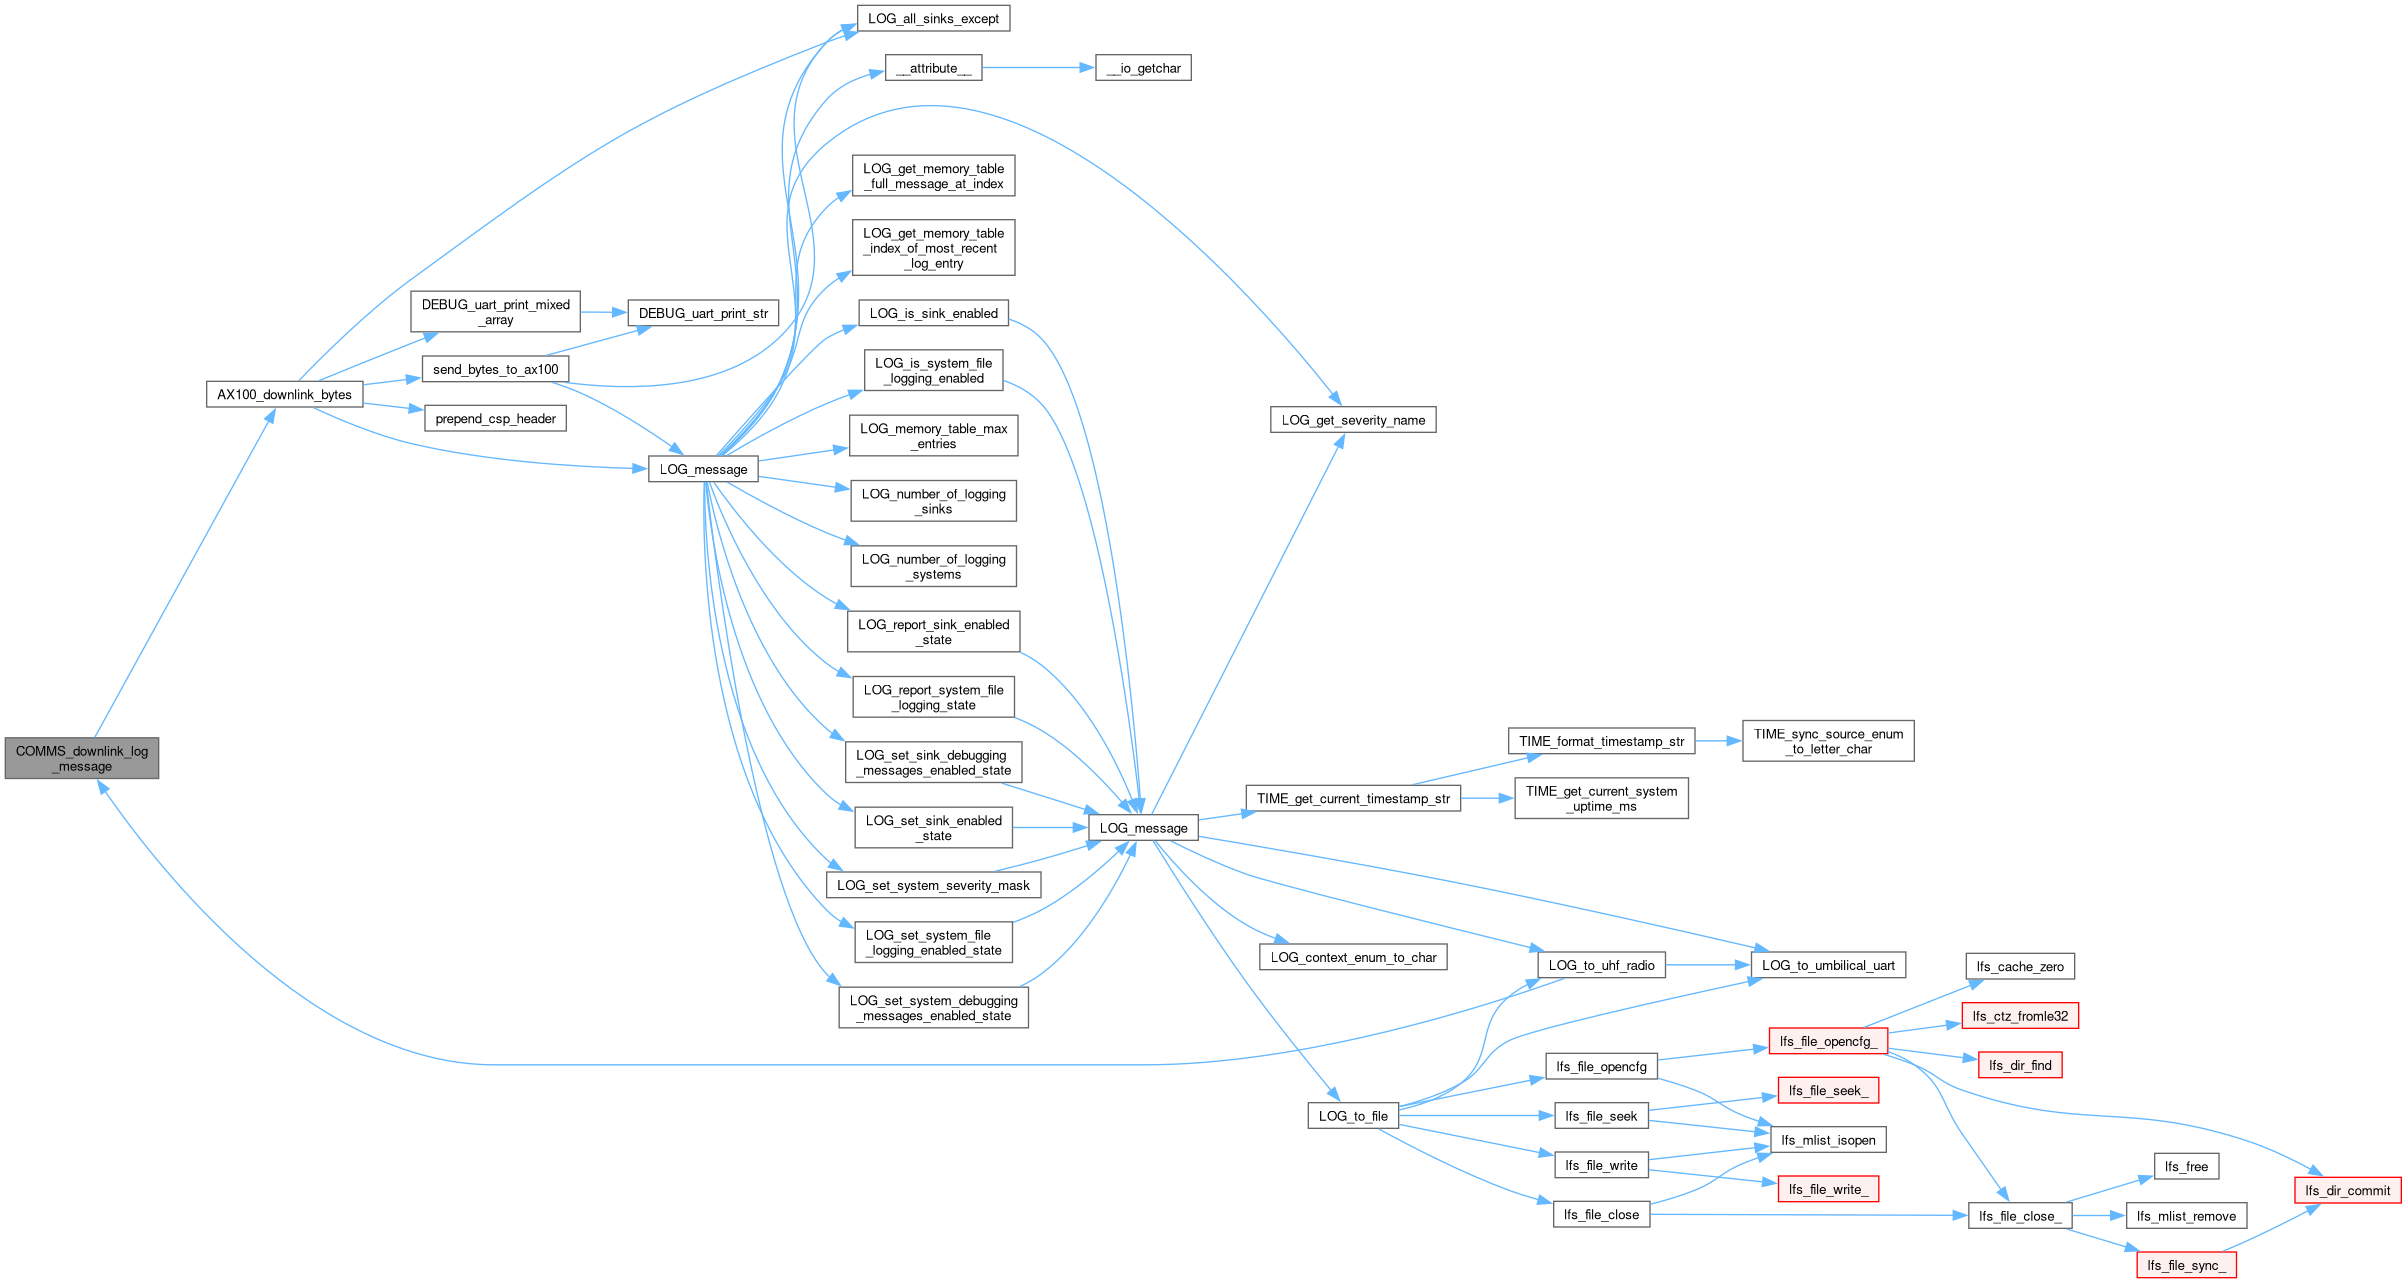 COMMS_downlink_log
_message
AX100_downlink_bytes
DEBUG_uart_print_mixed
_array
send_bytes_to_ax100
prepend_csp_header
DEBUG_uart_print_str
LOG_message
LOG_all_sinks_except
__attribute__
__io_getchar
LOG_get_memory_table
_full_message_at_index
LOG_get_memory_table
_index_of_most_recent
_log_entry
LOG_is_sink_enabled
LOG_is_system_file
_logging_enabled
LOG_memory_table_max
_entries
LOG_number_of_logging
_sinks
LOG_number_of_logging
_systems
LOG_report_sink_enabled
_state
LOG_report_system_file
_logging_state
LOG_set_sink_debugging
_messages_enabled_state
LOG_set_sink_enabled
_state
LOG_set_system_severity_mask
LOG_set_system_file
_logging_enabled_state
LOG_set_system_debugging
_messages_enabled_state
LOG_message
LOG_get_severity_name
TIME_get_current_timestamp_str
TIME_format_timestamp_str
TIME_sync_source_enum
_to_letter_char
TIME_get_current_system
_uptime_ms
LOG_context_enum_to_char
LOG_to_uhf_radio
LOG_to_umbilical_uart
LOG_to_file
lfs_file_opencfg
lfs_file_seek
lfs_file_write
lfs_file_close
lfs_file_opencfg_
lfs_file_seek_
lfs_mlist_isopen
lfs_file_write_
lfs_cache_zero
lfs_ctz_fromle32
lfs_dir_find
lfs_file_close_
lfs_free
lfs_mlist_remove
lfs_file_sync_
lfs_dir_commit